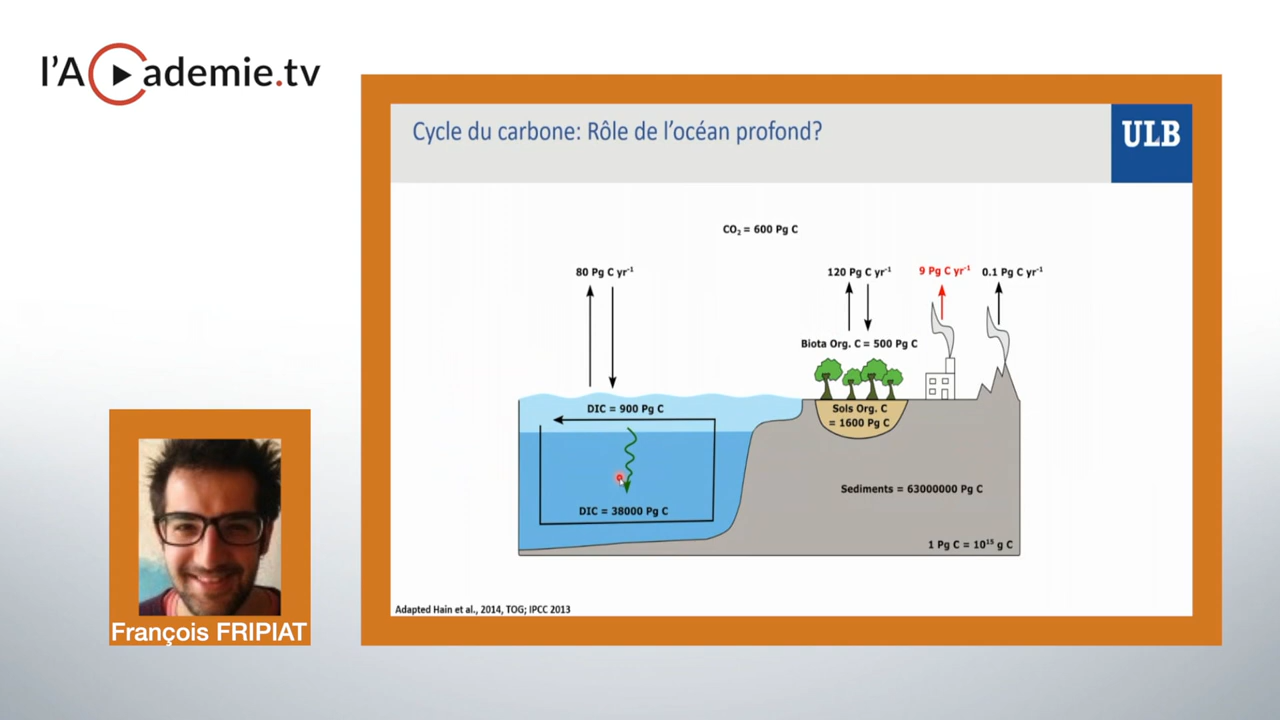 l'Academie.tv
Cycle du carbone: Rôle de l'océan profond?
ULB
CO₂ = 600 Pg C
80 Pg C yr⁻¹
120 Pg C yr⁻¹
9 Pg C yr⁻¹
0.1 Pg C yr⁻¹
Biota Org. C = 500 Pg C
DIC = 900 Pg C
Sols Org. C
= 1600 Pg C
Sediments = 63000000 Pg C
DIC = 38000 Pg C
1 Pg C = 10¹⁵ g C
Adapted Hain et al., 2014, TOG; IPCC 2013
François FRIPIAT